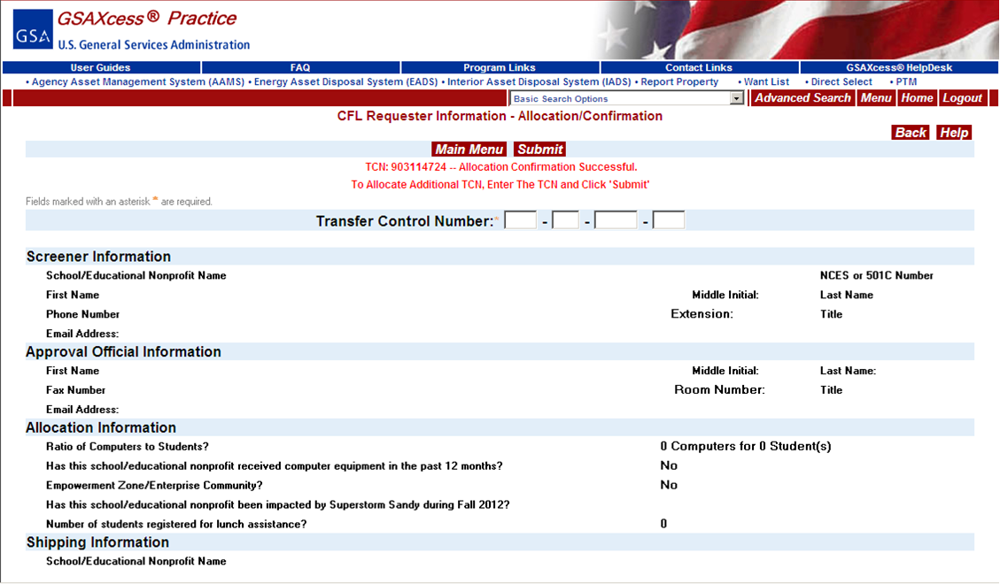 GSAXcess® Practice
GSA
U.S. General Services Administration
User Guides FAQ Program Links Contact Links GSAXcess® HelpDesk
• Agency Asset Management System (AAMS) • Energy Asset Disposal System (EADS) • Interior Asset Disposal System (IADS) • Report Property • Want List • Direct Select • PTM
Basic Search Options Advanced Search Menu Home Logout
CFL Requester Information - Allocation/Confirmation
Back Help
Main Menu Submit
TCN: 903114724 -- Allocation Confirmation Successful.
To Allocate Additional TCN, Enter The TCN and Click 'Submit'
Fields marked with an asterisk * are required.
Transfer Control Number:* - - -
Screener Information
School/Educational Nonprofit Name NCES or 501C Number
First Name Middle Initial: Last Name
Phone Number Extension: Title
Email Address:
Approval Official Information
First Name Middle Initial: Last Name:
Fax Number Room Number: Title
Email Address:
Allocation Information
Ratio of Computers to Students? 0 Computers for 0 Student(s)
Has this school/educational nonprofit received computer equipment in the past 12 months? No
Empowerment Zone/Enterprise Community? No
Has this school/educational nonprofit been impacted by Superstorm Sandy during Fall 2012?
Number of students registered for lunch assistance? 0
Shipping Information
School/Educational Nonprofit Name